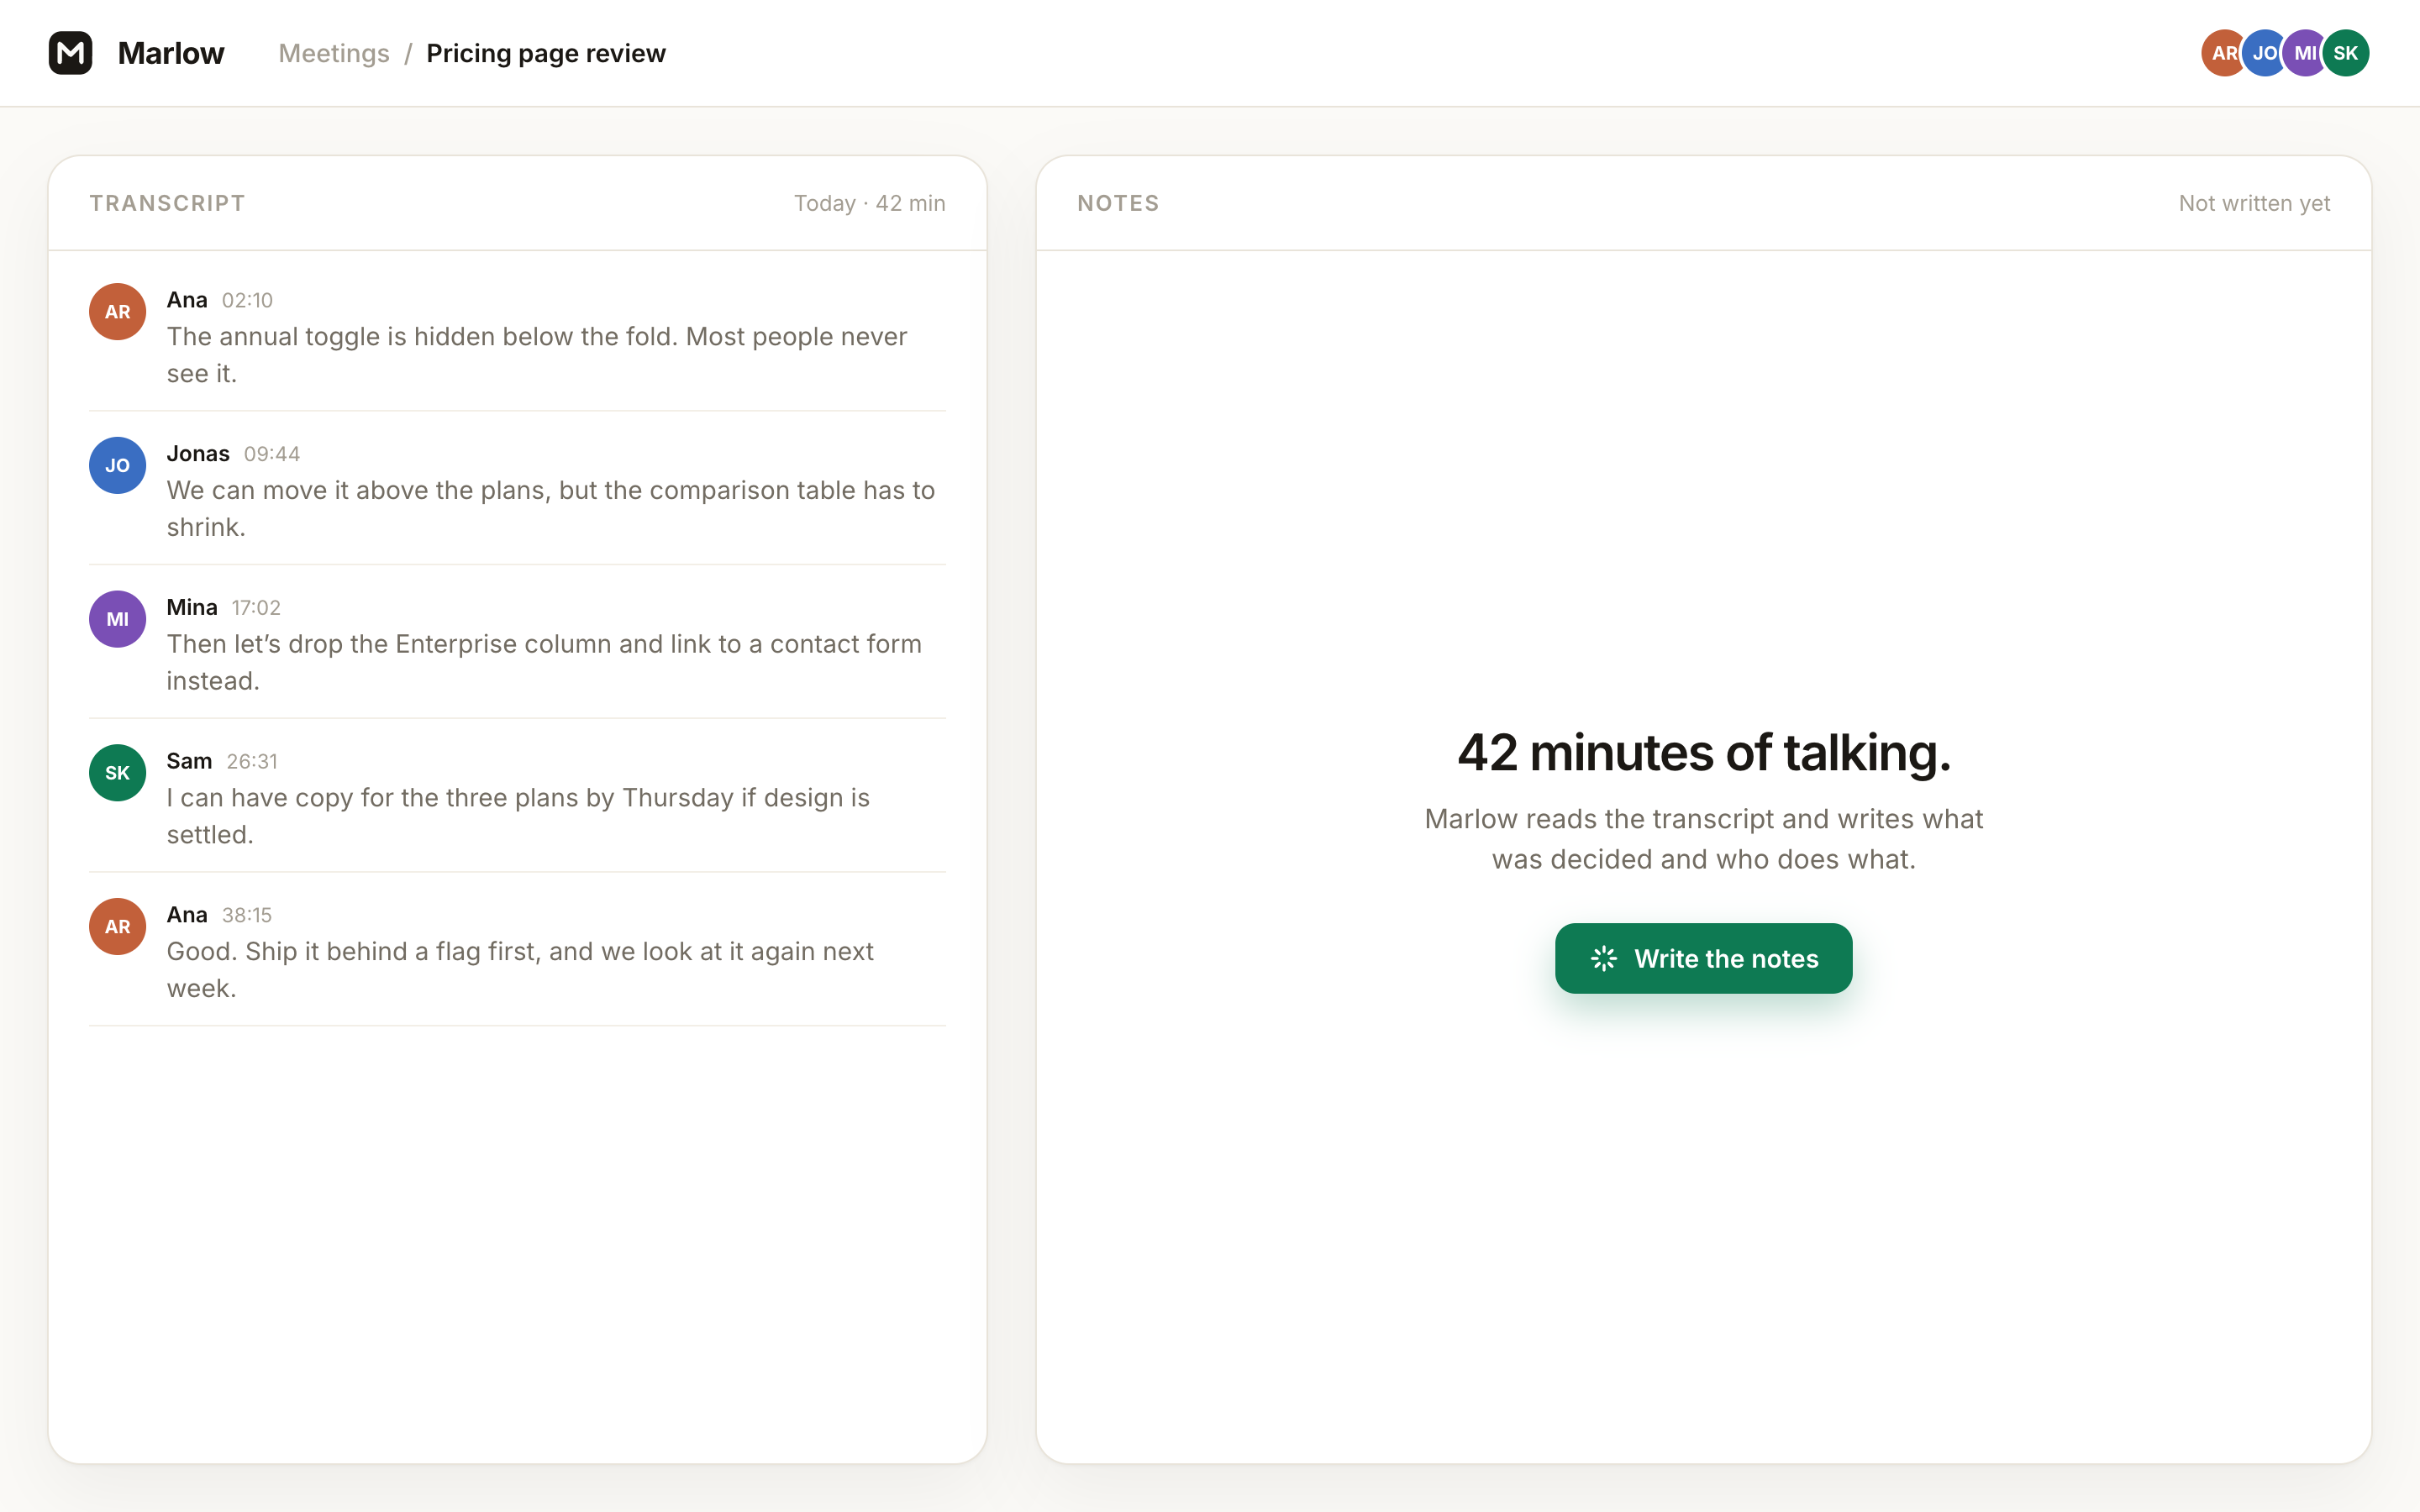 M Marlow
Meetings / Pricing page review
AR JO MI SK
TRANSCRIPT
Today · 42 min
AR
Ana 02:10
The annual toggle is hidden below the fold. Most people never
see it.
JO
Jonas 09:44
We can move it above the plans, but the comparison table has to
shrink.
MI
Mina 17:02
Then let’s drop the Enterprise column and link to a contact form
instead.
SK
Sam 26:31
I can have copy for the three plans by Thursday if design is
settled.
AR
Ana 38:15
Good. Ship it behind a flag first, and we look at it again next
week.
NOTES
Not written yet
42 minutes of talking.
Marlow reads the transcript and writes what
was decided and who does what.
Write the notes